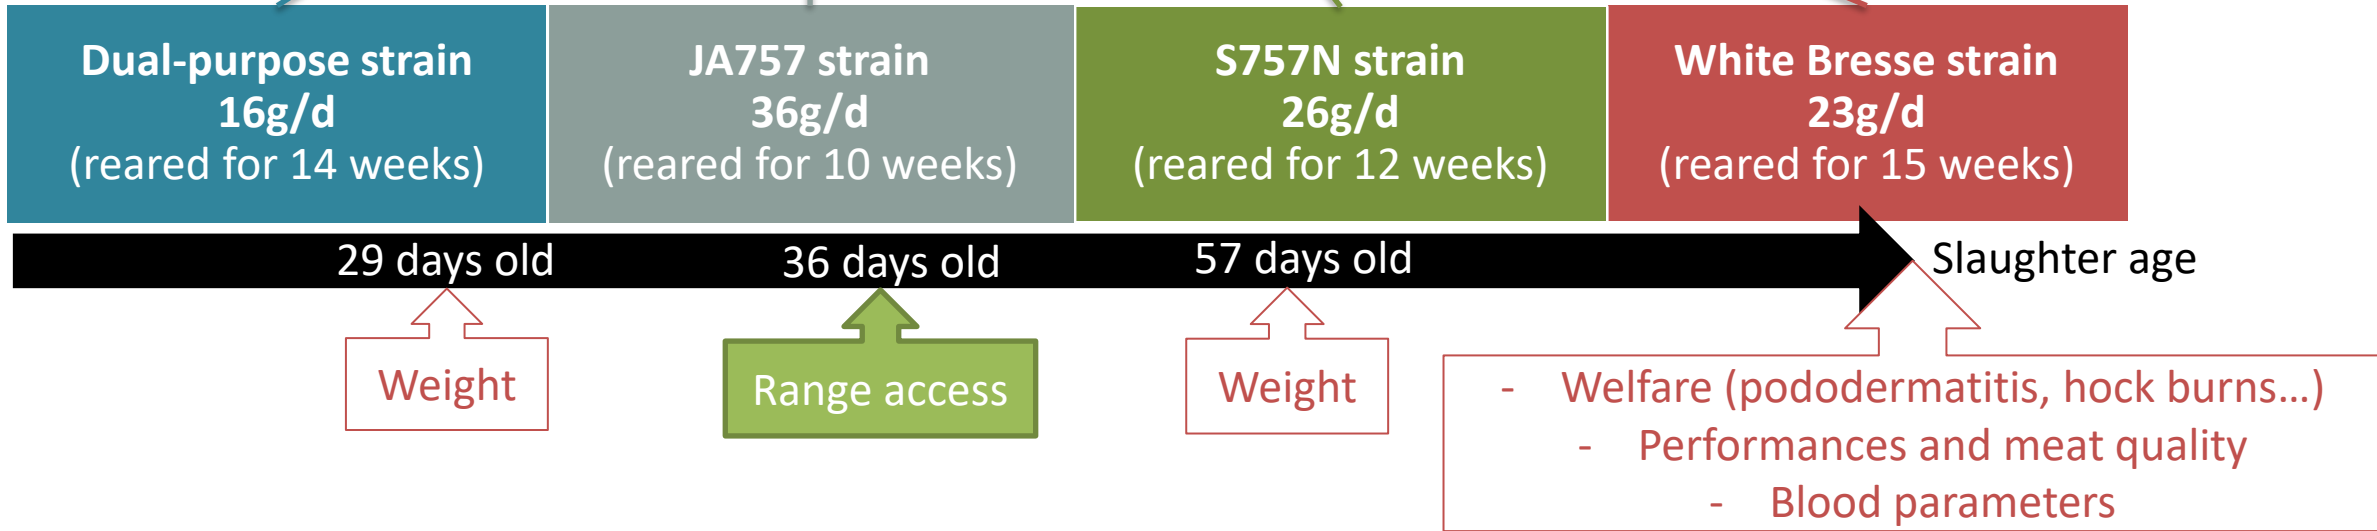 Dual-purpose strain
16g/d
(reared for 14 weeks)
JA757 strain
36g/d
(reared for 10 weeks)
S757N strain
26g/d
(reared for 12 weeks)
White Bresse strain
23g/d
(reared for 15 weeks)
29 days old
36 days old
57 days old
Slaughter age
Weight
Range access
Weight
- Welfare (pododermatitis, hock burns...)
- Performances and meat quality
- Blood parameters